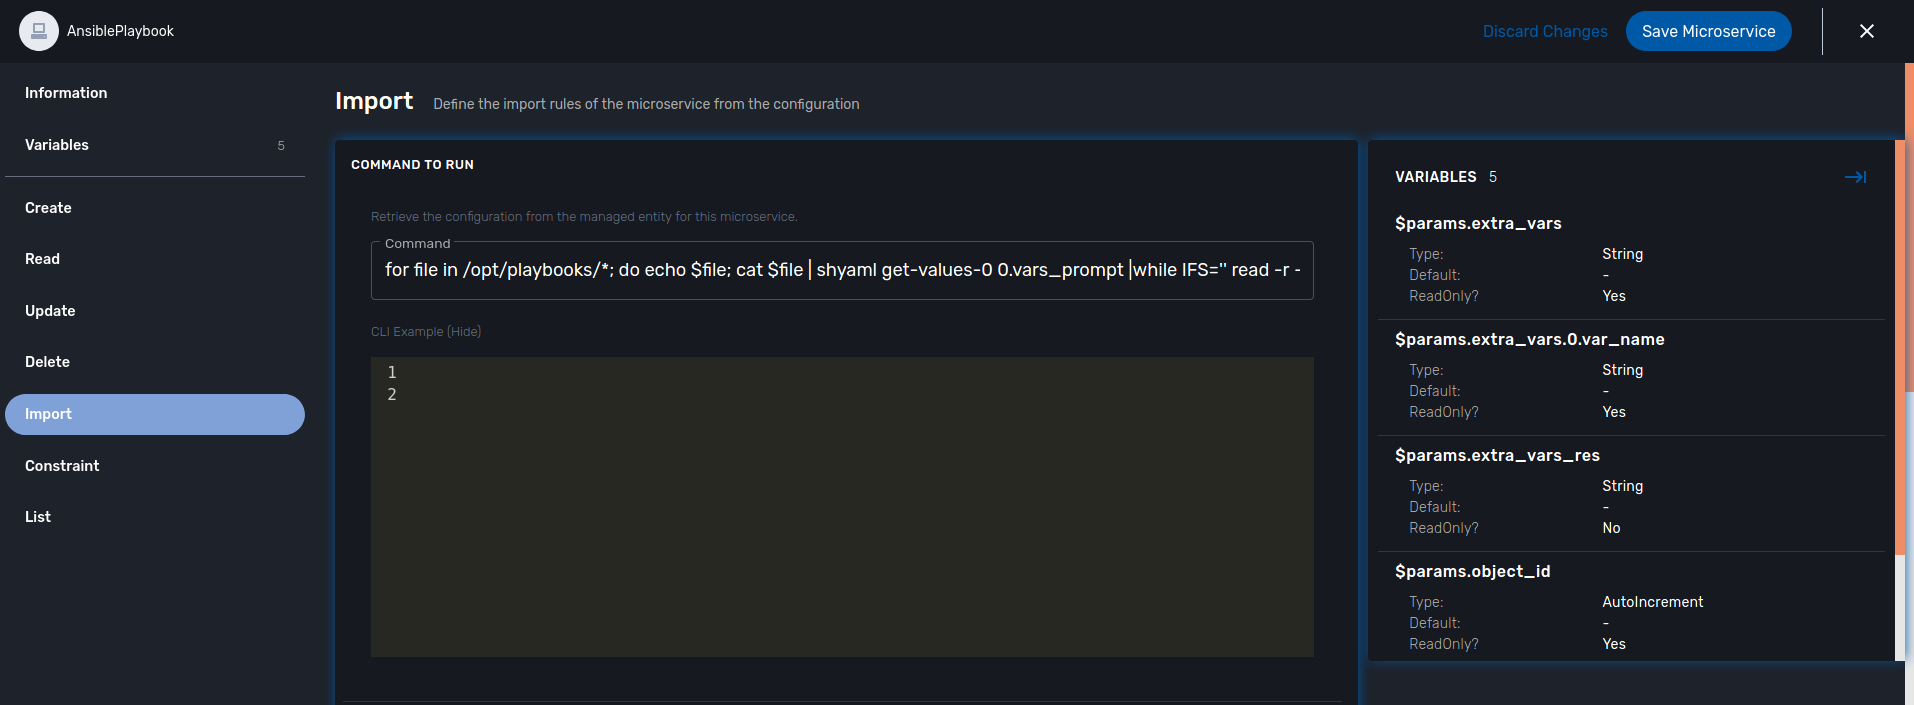 AnsiblePlaybook
Discard Changes
Save Microservice
Information
Variables 5
Create
Read
Update
Delete
Import
Constraint
List
Import Define the import rules of the microservice from the configuration
COMMAND TO RUN
Retrieve the configuration from the managed entity for this microservice.
Command
for file in /opt/playbooks/*; do echo $file; cat $file | shyaml get-values-0 0.vars_prompt |while IFS='' read -r -
CLI Example (Hide)
1
2
VARIABLES 5
$params.extra_vars
Type: String
Default: -
ReadOnly? Yes
$params.extra_vars.0.var_name
Type: String
Default: -
ReadOnly? Yes
$params.extra_vars_res
Type: String
Default: -
ReadOnly? No
$params.object_id
Type: AutoIncrement
Default: -
ReadOnly? Yes